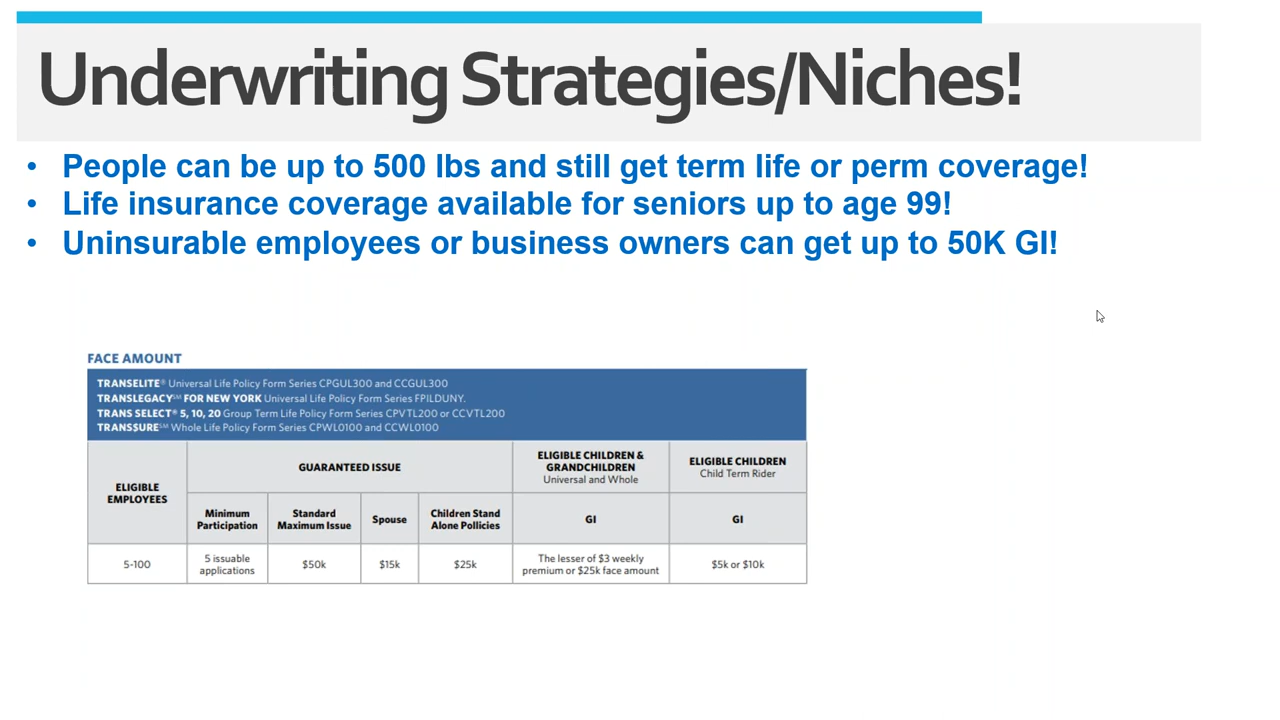 Underwriting Strategies/Niches!
• People can be up to 500 lbs and still get term life or perm coverage!
• Life insurance coverage available for seniors up to age 99!
• Uninsurable employees or business owners can get up to 50K GI!
FACE AMOUNT
TRANSELITE® Universal Life Policy Form Series CPGUL300 and CCGUL300
TRANSLEGACY℠ FOR NEW YORK Universal Life Policy Form Series FPILDUNY.
TRANS SELECT® 5, 10, 20 Group Term Life Policy Form Series CPVTL200 or CCVTL200
TRANS$URE℠ Whole Life Policy Form Series CPWL0100 and CCWL0100
ELIGIBLE
EMPLOYEES
GUARANTEED ISSUE
ELIGIBLE CHILDREN &
GRANDCHILDREN
Universal and Whole
ELIGIBLE CHILDREN
Child Term Rider
Minimum
Participation
Standard
Maximum Issue
Spouse
Children Stand
Alone Pollicies
GI
GI
5-100
5 issuable
applications
$50k
$15k
$25k
The lesser of $3 weekly
premium or $25k face amount
$5k or $10k